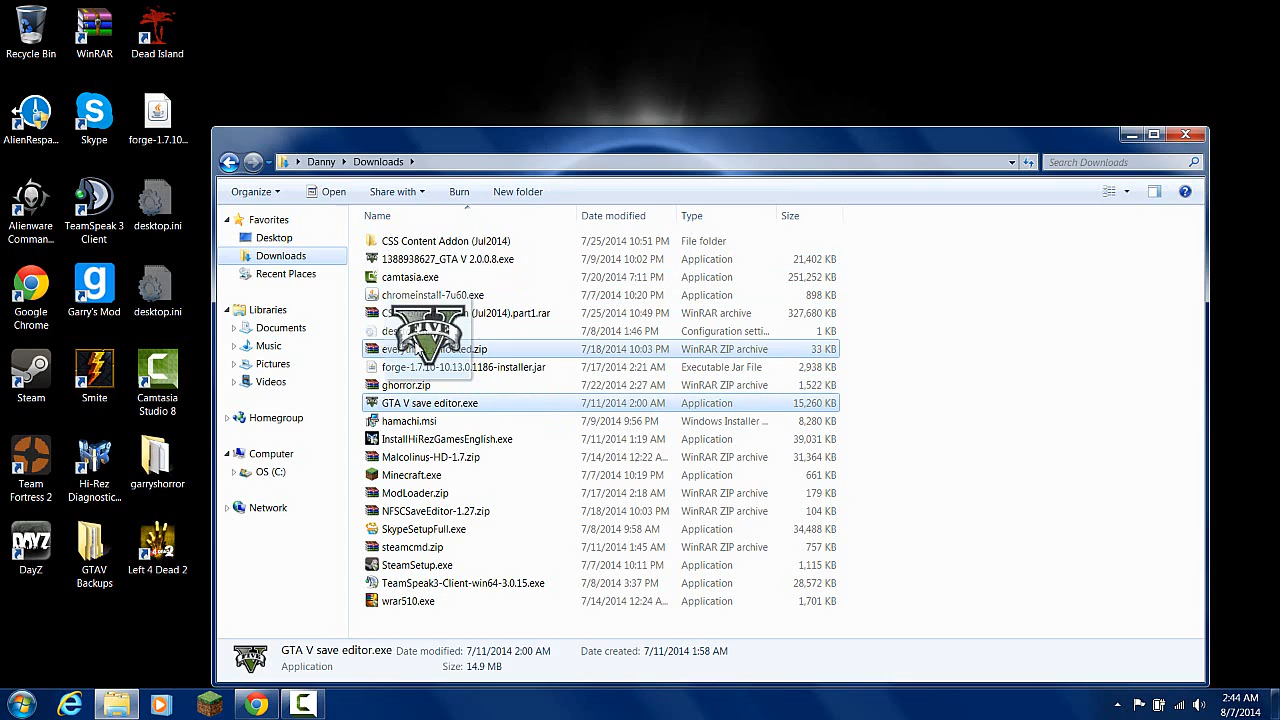 Recycle Bin
WinRAR
Dead Island
AlienRespa...
Skype
forge-1.7.10...
Alienware
Comman...
TeamSpeak 3
Client
desktop.ini
Google
Chrome
Garry's Mod
desktop.ini
Steam
Smite
Camtasia
Studio 8
Team
Fortress 2
Hi-Rez
Diagnostic...
garryshorror
DayZ
GTAV
Backups
Left 4 Dead 2
Danny
Downloads
Search Downloads
Organize
Open
Share with
Burn
New folder
Favorites
Desktop
Downloads
Recent Places
Libraries
Documents
Music
Pictures
Videos
Homegroup
Computer
OS (C:)
Network
Name Date modified Type Size
CSS Content Addon (Jul2014) 7/25/2014 10:51 PM File folder
1388938627_GTA V 2.0.0.8.exe 7/9/2014 10:02 PM Application 21,402 KB
camtasia.exe 7/20/2014 7:11 PM Application 251,252 KB
chromeinstall-7u60.exe 7/7/2014 10:20 PM Application 898 KB
(Jul2014).part1.rar 7/25/2014 10:49 PM WinRAR archive 327,680 KB
7/8/2014 1:46 PM Configuration setti... 1 KB
7/18/2014 10:03 PM WinRAR ZIP archive 33 KB
forge-1.7.10-10.13.0.1186-installer.jar 7/17/2014 2:21 AM Executable Jar File 2,938 KB
ghorror.zip 7/22/2014 2:27 AM WinRAR ZIP archive 1,522 KB
GTA V save editor.exe 7/11/2014 2:00 AM Application 15,260 KB
hamachi.msi 7/9/2014 9:56 PM Windows Installer ... 8,280 KB
InstallHiRezGamesEnglish.exe 7/11/2014 1:19 AM Application 39,031 KB
Malcolinus-HD-1.7.zip 7/14/2014 12:22 A... WinRAR ZIP archive 31,364 KB
Minecraft.exe 7/7/2014 10:19 PM Application 661 KB
ModLoader.zip 7/17/2014 2:18 AM WinRAR ZIP archive 179 KB
NFSCSaveEditor-1.27.zip 7/18/2014 10:03 PM WinRAR ZIP archive 104 KB
SkypeSetupFull.exe 7/8/2014 9:58 AM Application 34,488 KB
steamcmd.zip 7/11/2014 1:45 AM WinRAR ZIP archive 757 KB
SteamSetup.exe 7/7/2014 10:11 PM Application 1,115 KB
TeamSpeak3-Client-win64-3.0.15.exe 7/8/2014 3:37 PM Application 28,572 KB
wrar510.exe 7/14/2014 12:24 A... Application 1,701 KB
FIVE
GTA V save editor.exe Date modified: 7/11/2014 2:00 AM Date created: 7/11/2014 1:58 AM
Application Size: 14.9 MB
2:44 AM
8/7/2014